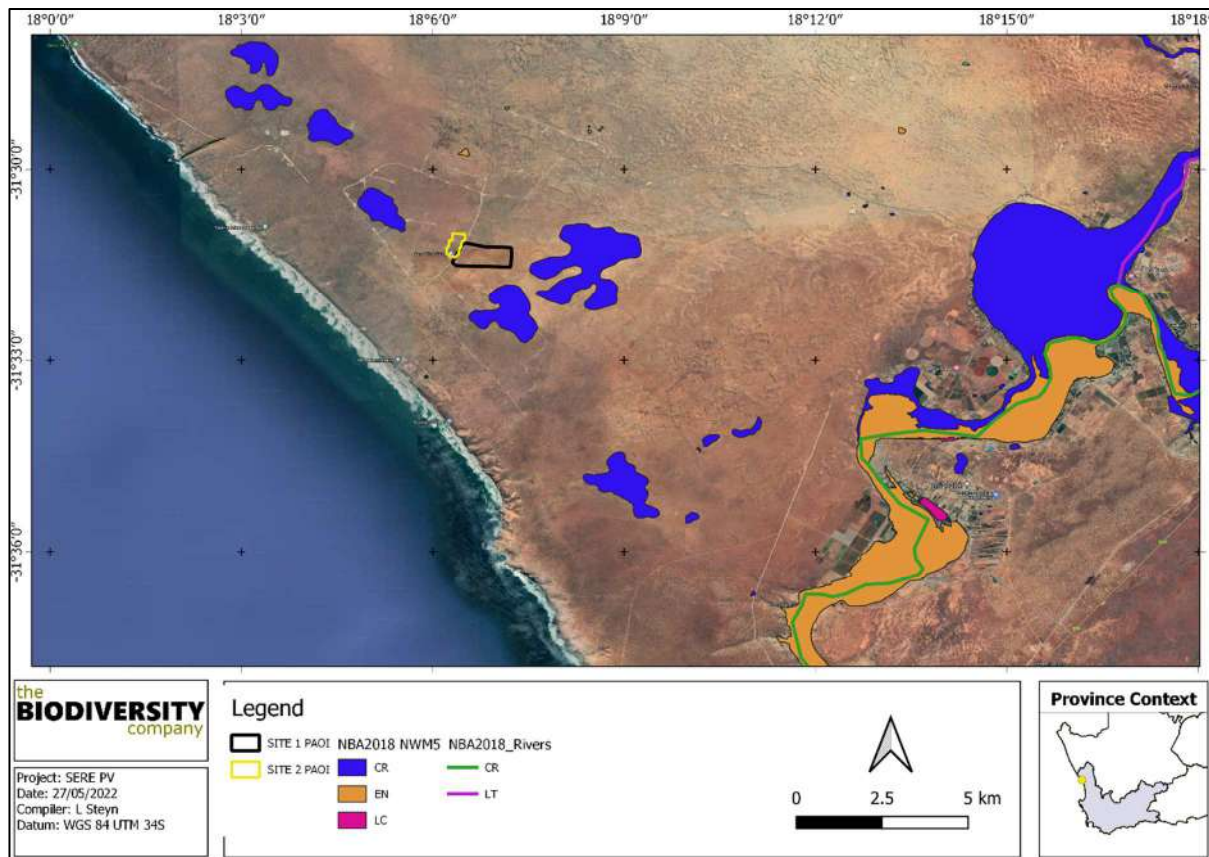 18°0′0″ 18°3′0″ 18°6′0″ 18°9′0″ 18°12′0″ 18°15′0″ 18°18′
-31°30′0″
-31°33′0″
-31°36′0″
the
BIODIVERSITY
company
Project: SERE PV
Date: 27/05/2022
Compiler: L Steyn
Datum: WGS 84 UTM 34S
Legend
SITE 1 PAOI
SITE 2 PAOI
NBA2018 NWM5
CR
EN
LC
NBA2018_Rivers
CR
LT
0 2.5 5 km
Province Context